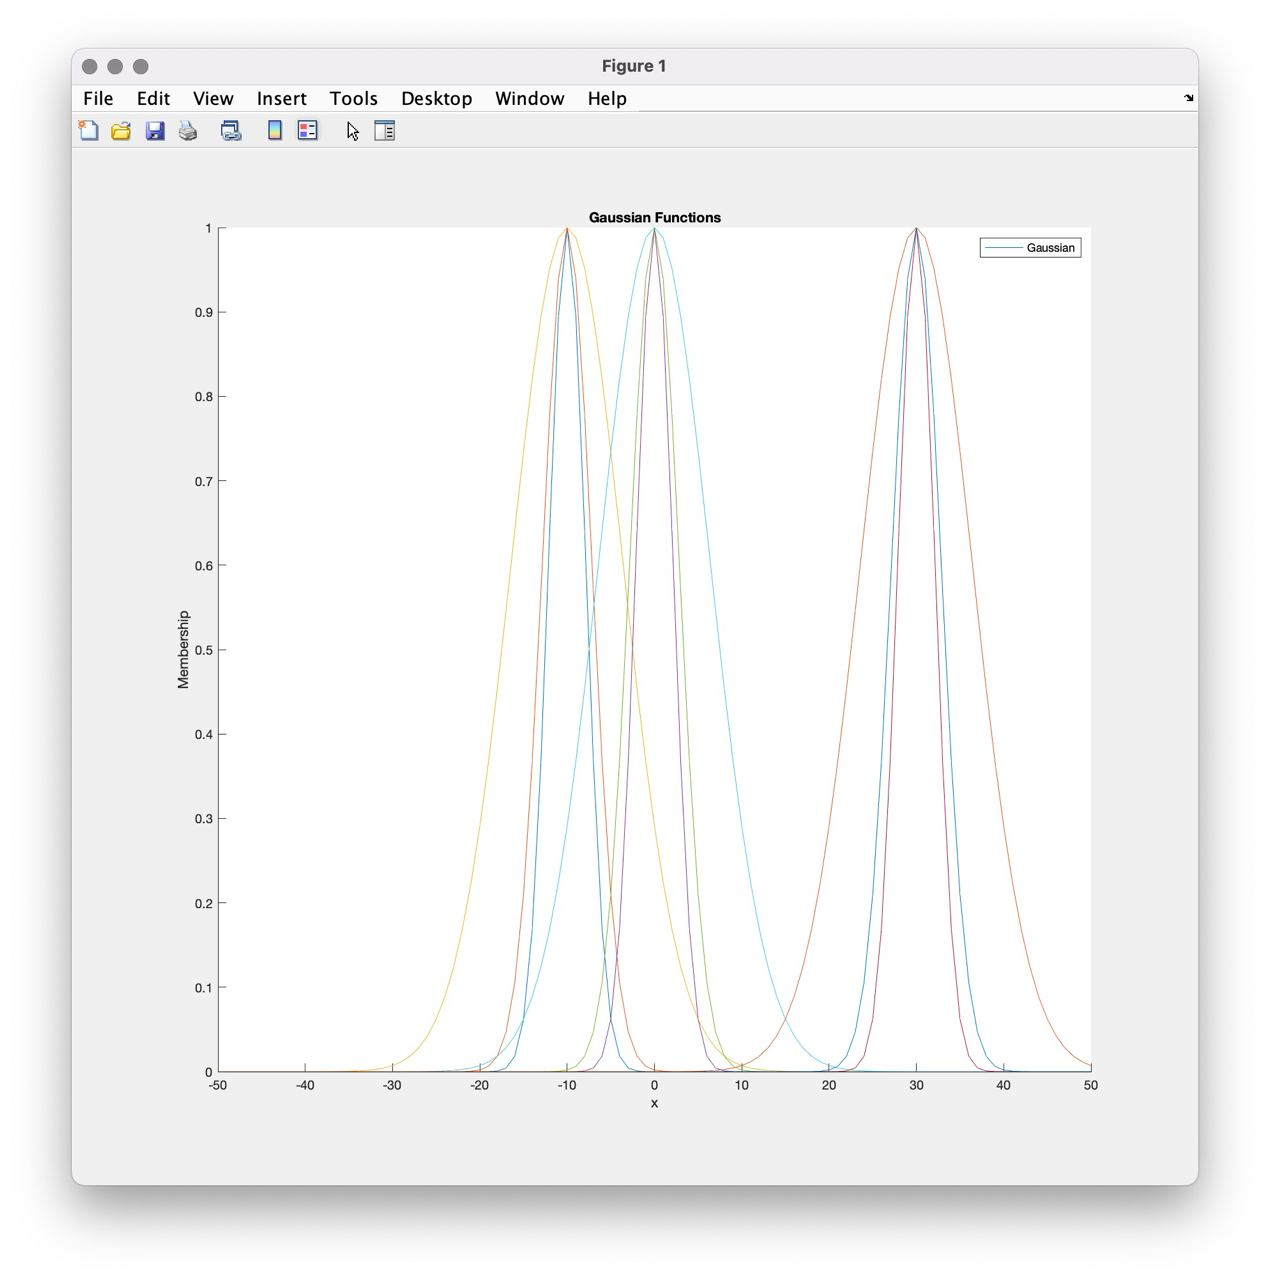 Figure 1
File Edit View Insert Tools Desktop Window Help
Gaussian Functions
Gaussian
1
0.9
0.8
0.7
0.6
0.5
0.4
0.3
0.2
0.1
0
Membership
-50 -40 -30 -20 -10 0 10 20 30 40 50
x